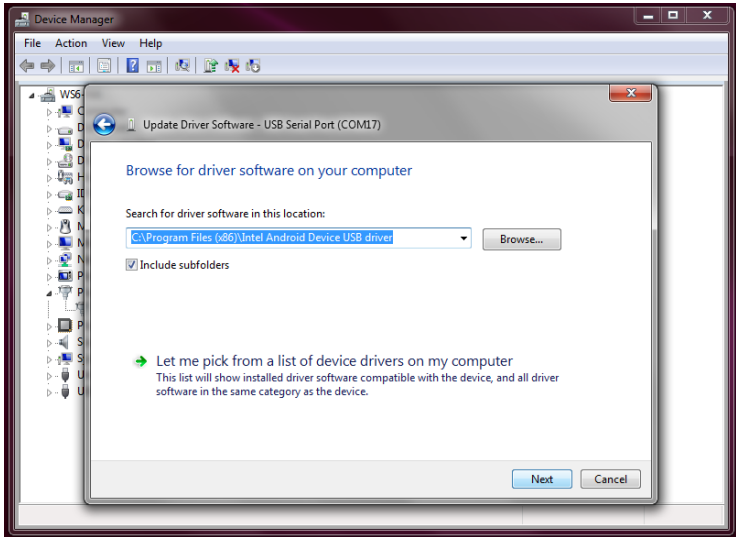 Device Manager
File Action View Help
WS6-
Update Driver Software - USB Serial Port (COM17)
Browse for driver software on your computer
Search for driver software in this location:
C:\Program Files (x86)\Intel Android Device USB driver
Browse...
Include subfolders
Let me pick from a list of device drivers on my computer
This list will show installed driver software compatible with the device, and all driver
software in the same category as the device.
Next Cancel